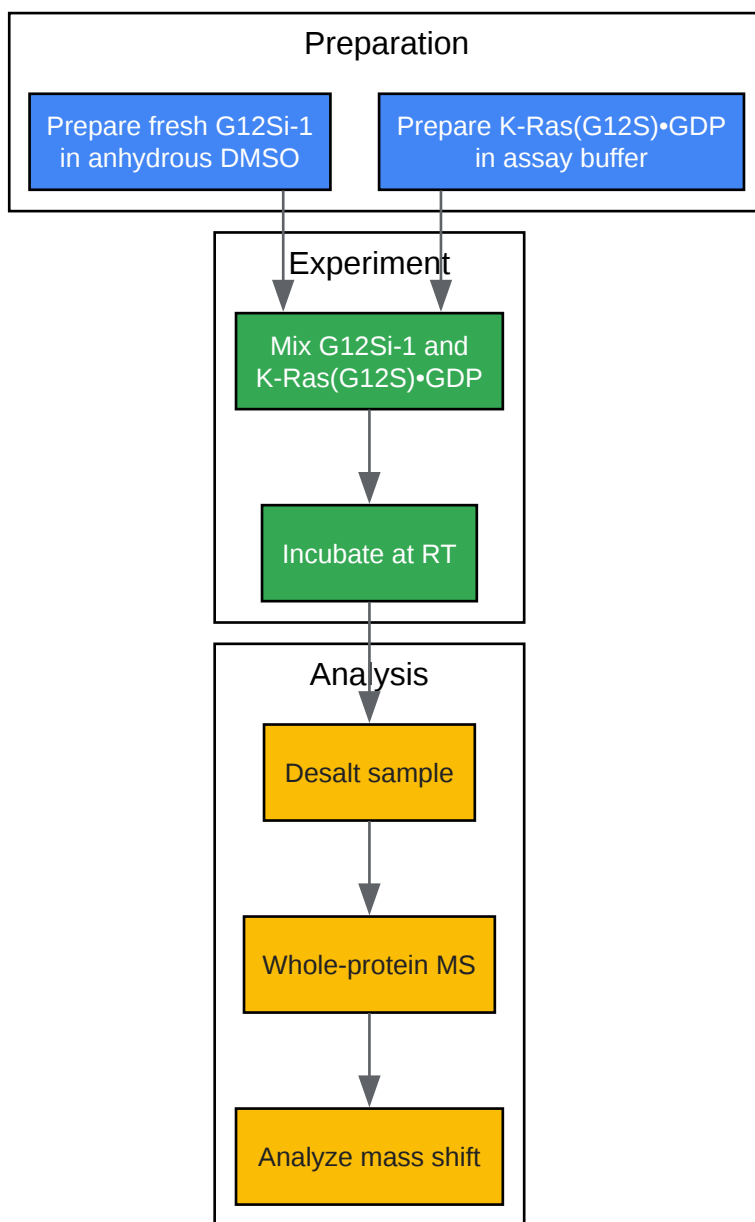 Preparation
Prepare fresh G12Si-1
in anhydrous DMSO
Prepare K-Ras(G12S)•GDP
in assay buffer
Experiment
Mix G12Si-1 and
K-Ras(G12S)•GDP
Incubate at RT
Analysis
Desalt sample
Whole-protein MS
Analyze mass shift